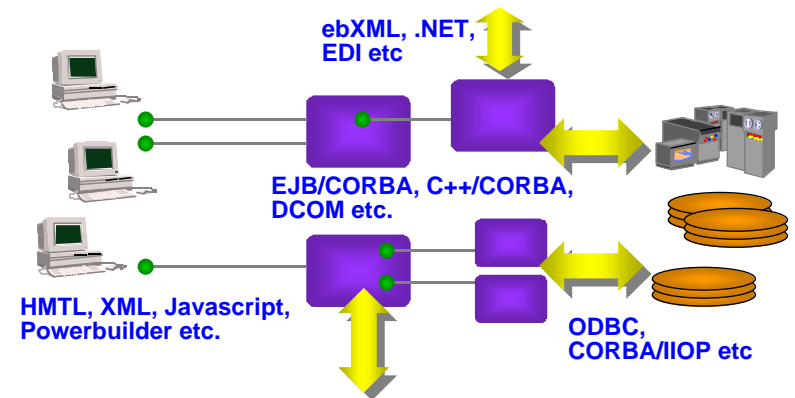 ebXML, .NET,
EDI etc
EJB/CORBA, C++/CORBA,
DCOM etc.
HMTL, XML, Javascript,
Powerbuilder etc.
ODBC,
CORBA/IIOP etc